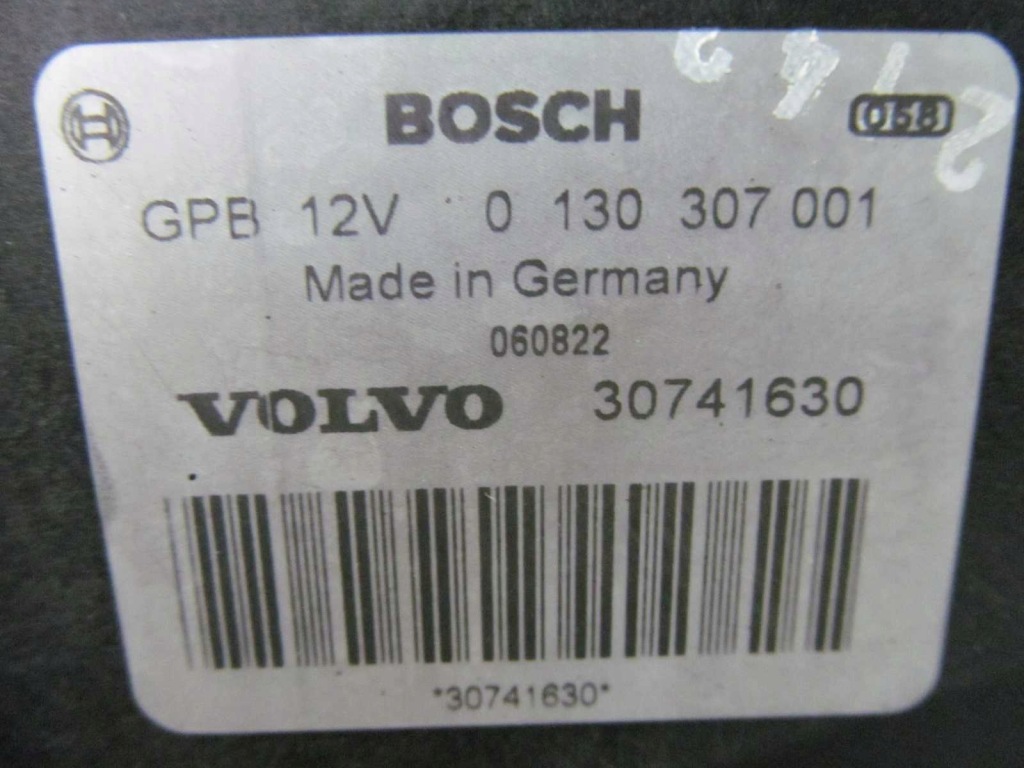 BOSCH 058
GPB 12V 0 130 307 001
Made in Germany
060822
VOLVO 30741630
*30741630*